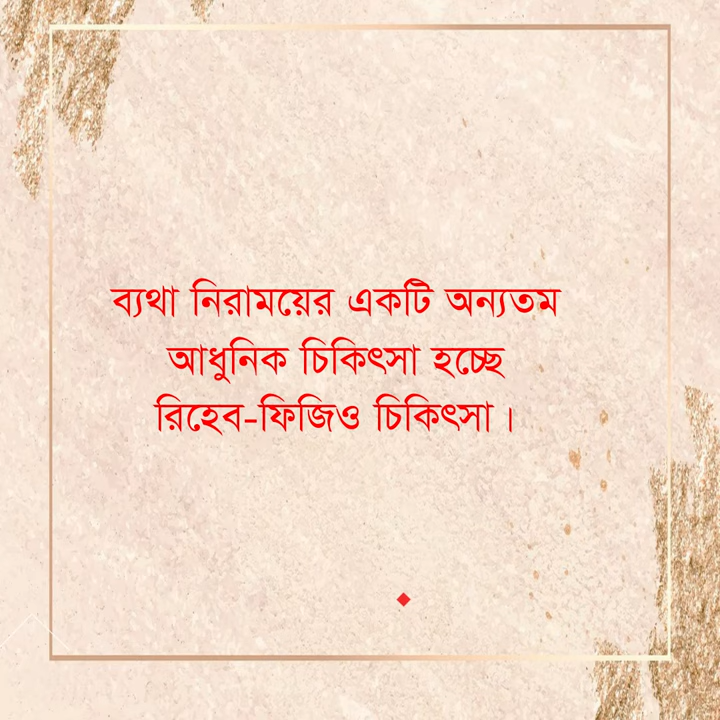 ব্যথা নিরাময়ের একটি অন্যতম
আধুনিক চিকিৎসা হচ্ছে
রিহেব-ফিজিও চিকিৎসা।